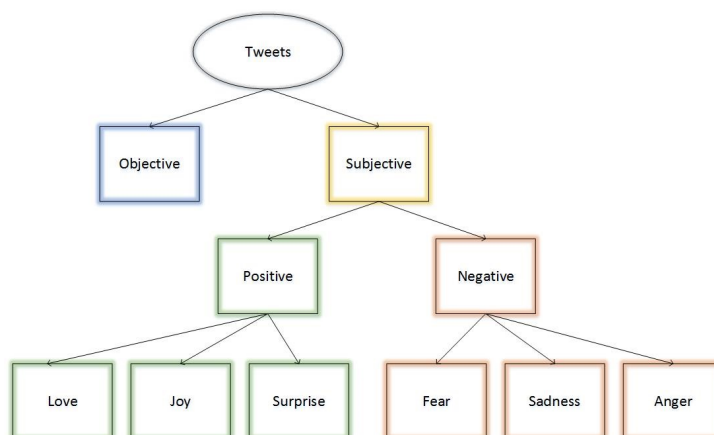 Tweets
Objective
Subjective
Positive
Negative
Love
Joy
Surprise
Fear
Sadness
Anger